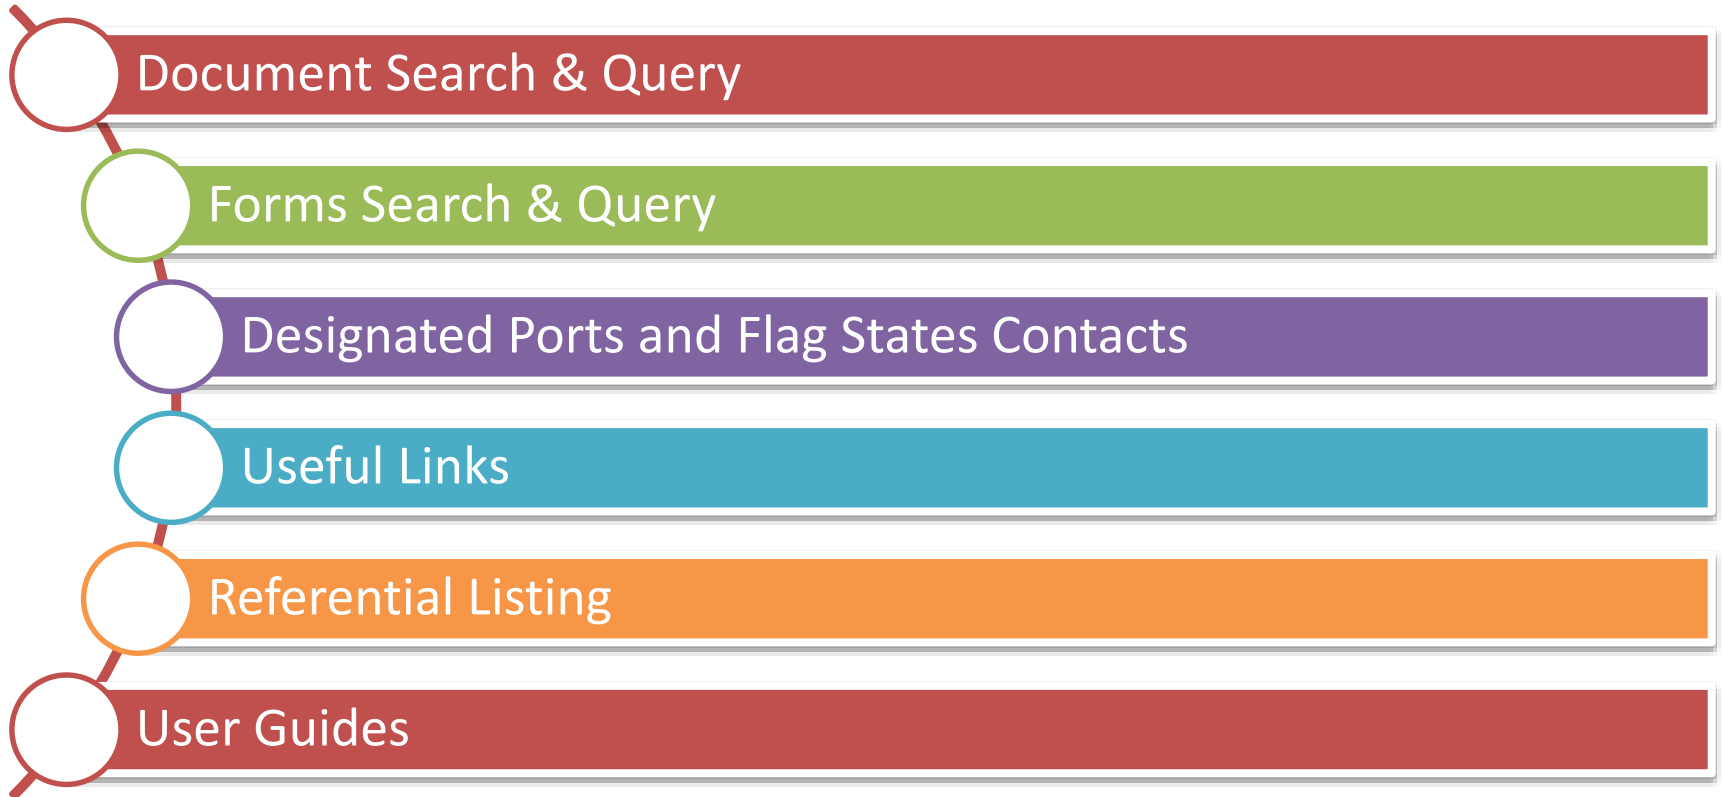 Document Search & Query
Forms Search & Query
Designated Ports and Flag States Contacts
Useful Links
Referential Listing
User Guides